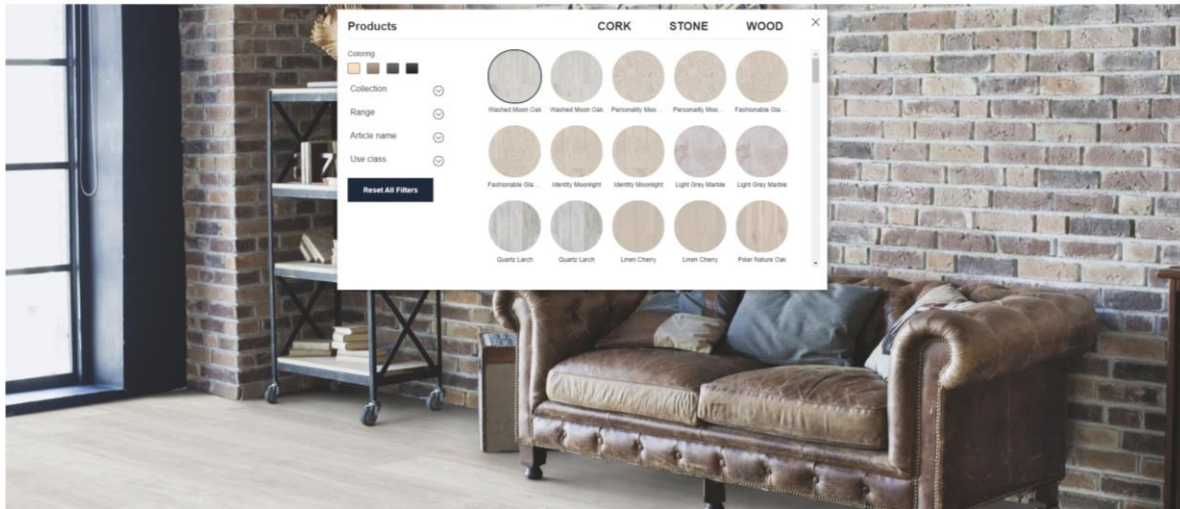 Products CORK STONE WOOD
Coloring
Collection
Range
Article name
Use class
Reset All Filters
Washed Moon Oak Washed Moon Oak Personality Moo... Personality Moo... Fashionable Gla...
Fashionable Gla... Identity Moonlight Identity Moonlight Light Grey Marble Light Grey Marble
Quartz Larch Quartz Larch Linen Cherry Linen Cherry Polar Nature Oak
7